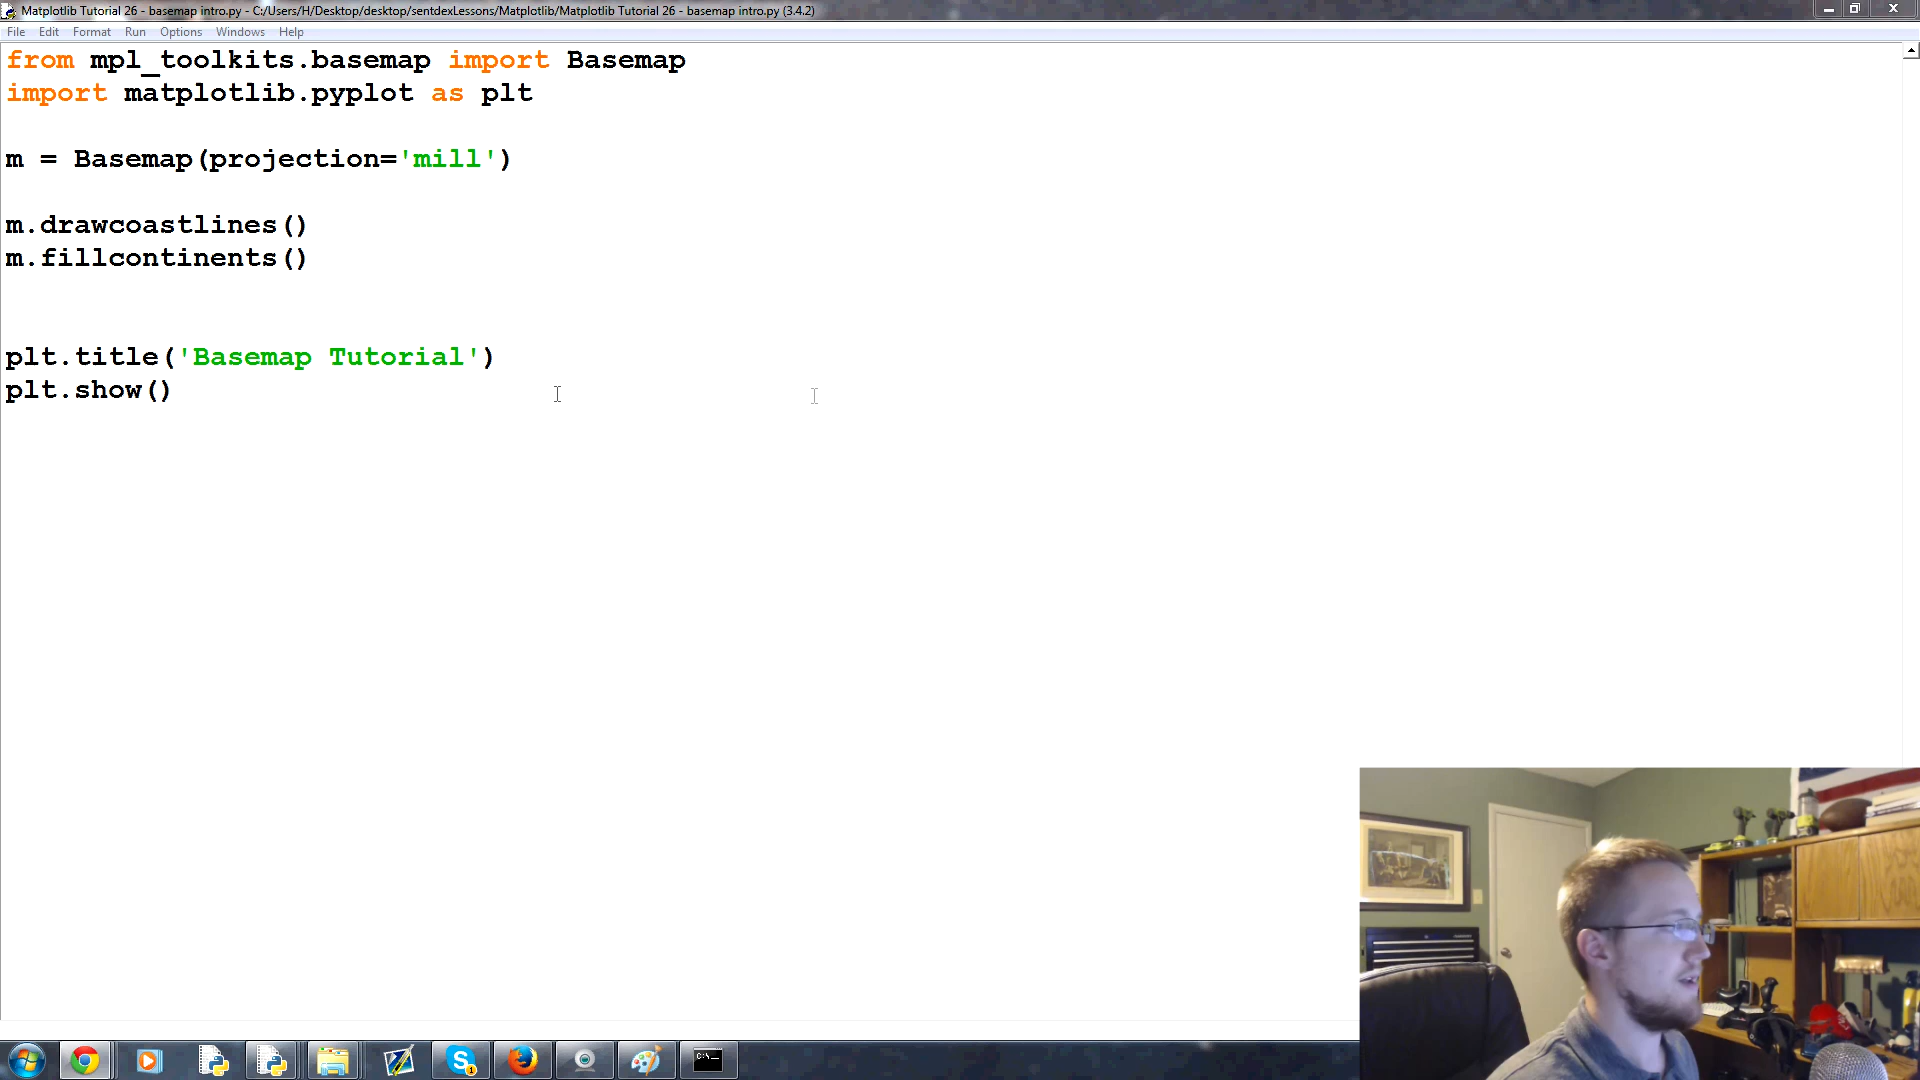 Matplotlib Tutorial 26 - basemap intro.py - C:/Users/H/Desktop/desktop/sentdexLessons/Matplotlib/Matplotlib Tutorial 26 - basemap intro.py (3.4.2)
File Edit Format Run Options Windows Help
from mpl_toolkits.basemap import Basemap
import matplotlib.pyplot as plt
m = Basemap(projection='mill')
m.drawcoastlines()
m.fillcontinents()
plt.title('Basemap Tutorial')
plt.show()